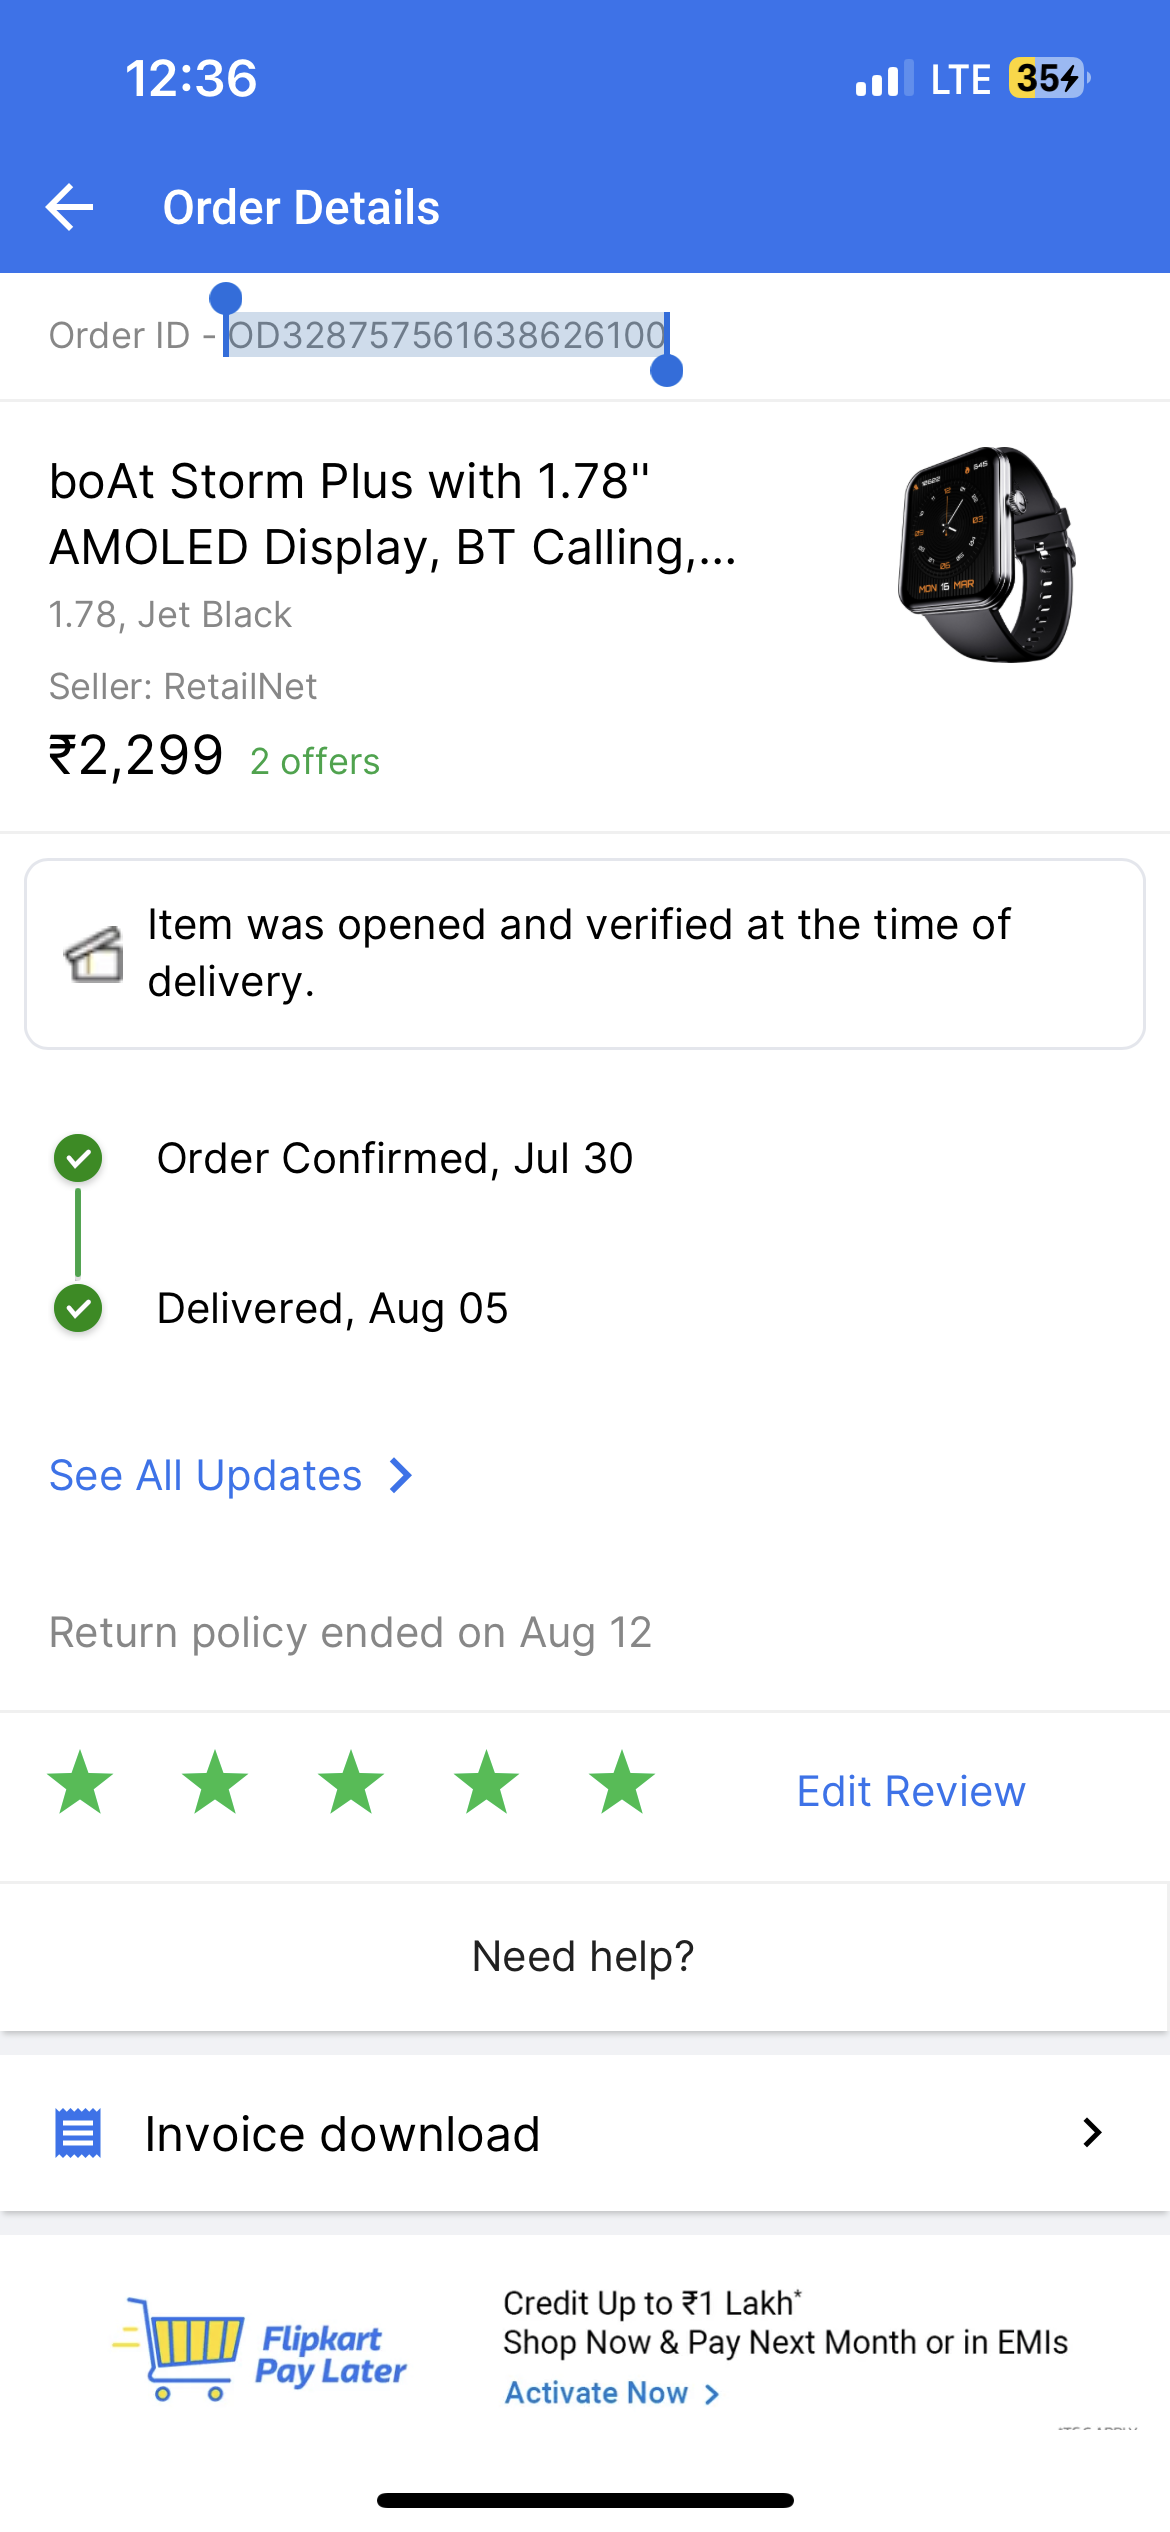 12:36
LTE 35
Order Details
Order ID - OD328757561638626100
boAt Storm Plus with 1.78"
AMOLED Display, BT Calling,...
1.78, Jet Black
Seller: RetailNet
₹2,299 2 offers
Item was opened and verified at the time of
delivery.
Order Confirmed, Jul 30
Delivered, Aug 05
See All Updates
Return policy ended on Aug 12
Edit Review
Need help?
Invoice download
Flipkart
Pay Later
Credit Up to ₹1 Lakh*
Shop Now & Pay Next Month or in EMIs
Activate Now